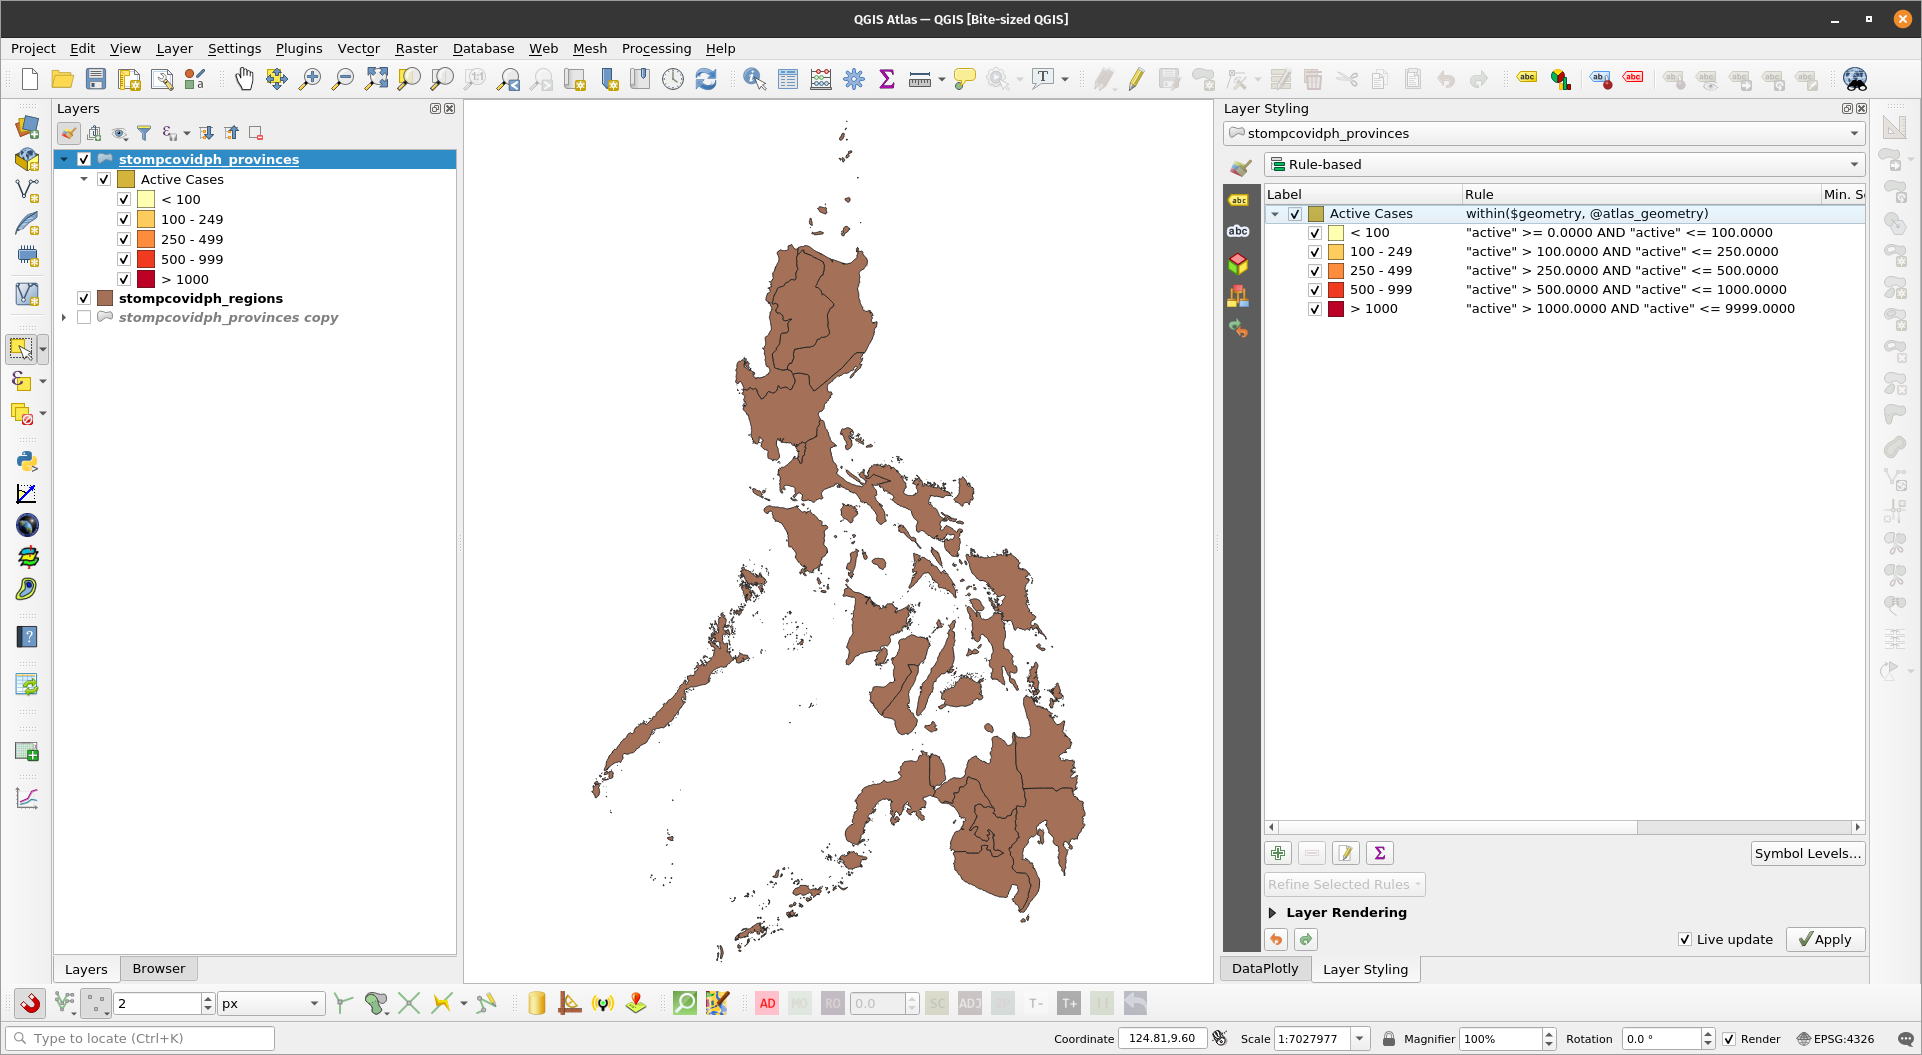 QGIS Atlas — QGIS [Bite-sized QGIS]
Project Edit View Layer Settings Plugins Vector Raster Database Web Mesh Processing Help
Layers
stompcovidph_provinces
Active Cases
< 100
100 - 249
250 - 499
500 - 999
> 1000
stompcovidph_regions
stompcovidph_provinces copy
Layers Browser
Layer Styling
stompcovidph_provinces
Rule-based
Label Rule Min. S
Active Cases within($geometry, @atlas_geometry)
< 100 "active" >= 0.0000 AND "active" <= 100.0000
100 - 249 "active" > 100.0000 AND "active" <= 250.0000
250 - 499 "active" > 250.0000 AND "active" <= 500.0000
500 - 999 "active" > 500.0000 AND "active" <= 1000.0000
> 1000 "active" > 1000.0000 AND "active" <= 9999.0000
Symbol Levels...
Refine Selected Rules
Layer Rendering
Live update Apply
DataPlotly Layer Styling
2 px AD MO RO 0.0 SC ADJ T- T+
Type to locate (Ctrl+K) Coordinate 124.81,9.60 Scale 1:7027977 Magnifier 100% Rotation 0.0 ° Render EPSG:4326